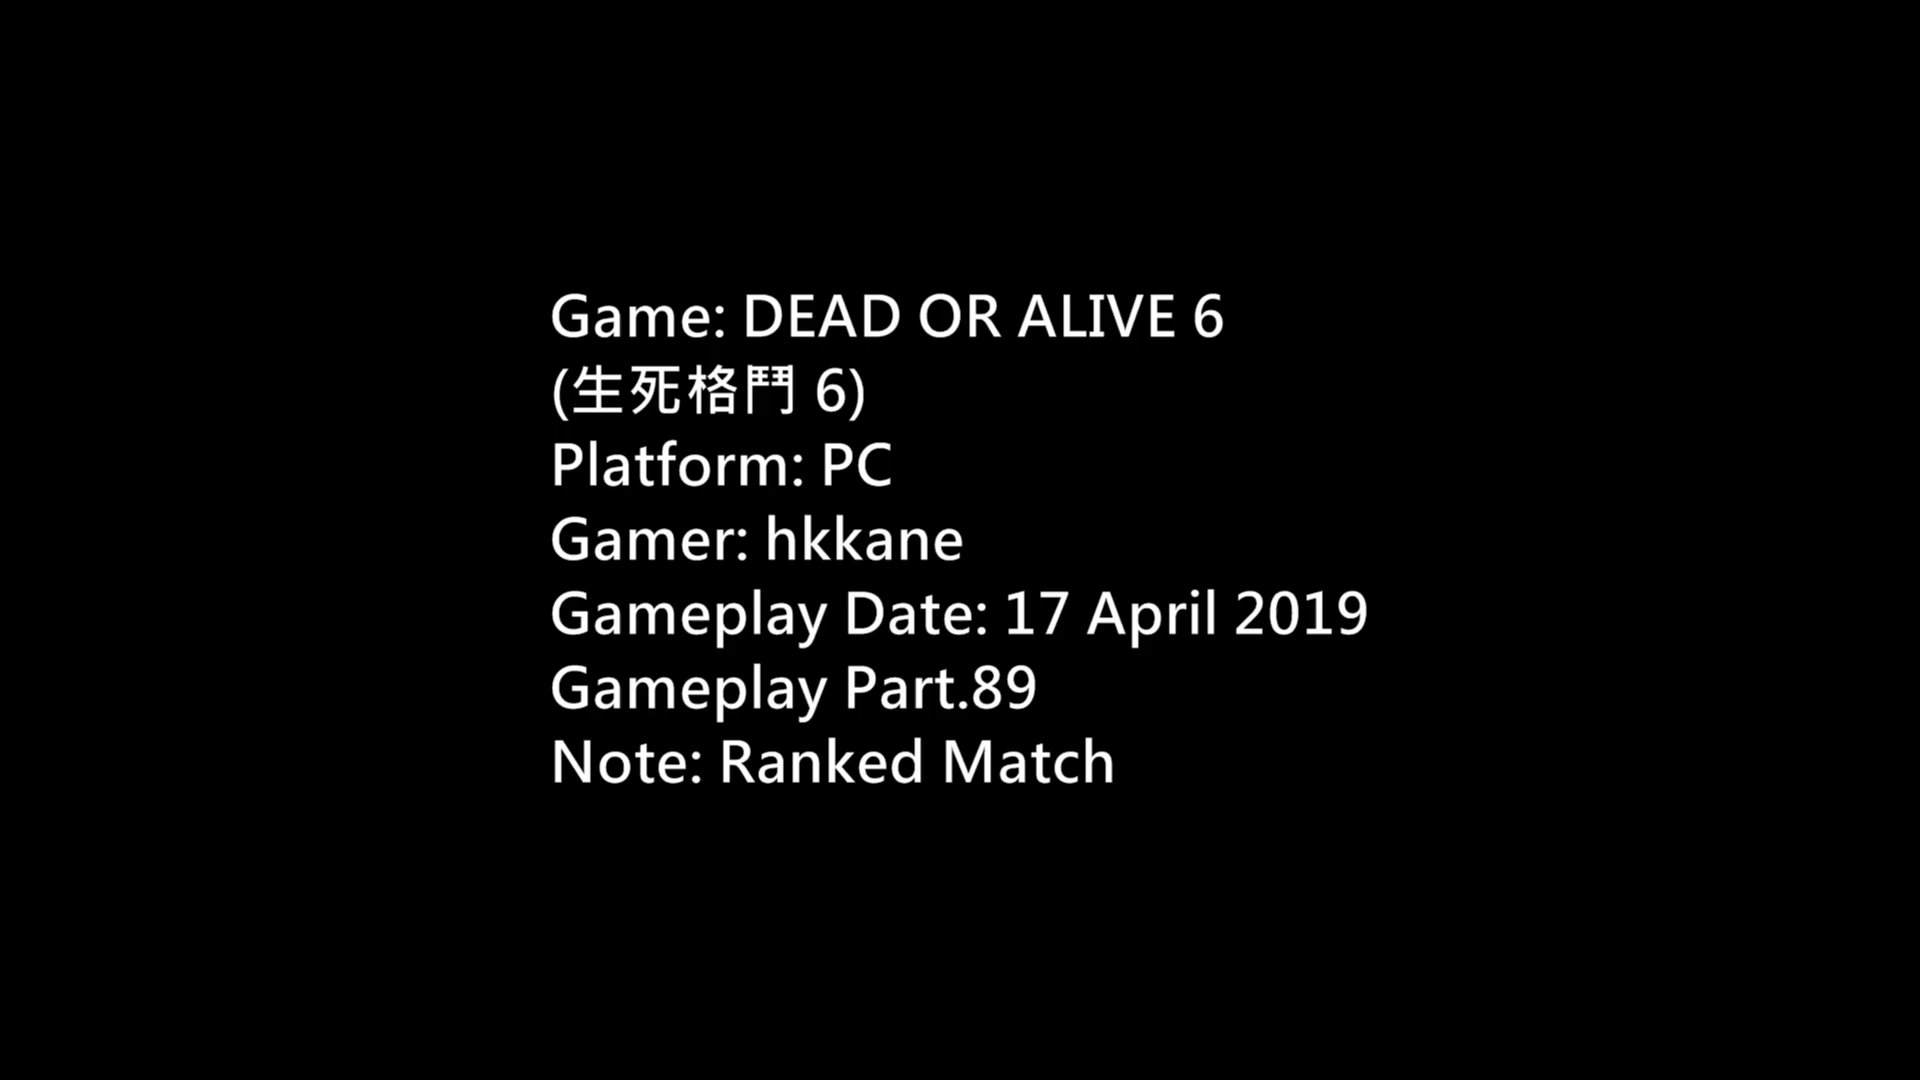 Game: DEAD OR ALIVE 6
(生死格鬥 6)
Platform: PC
Gamer: hkkane
Gameplay Date: 17 April 2019
Gameplay Part.89
Note: Ranked Match